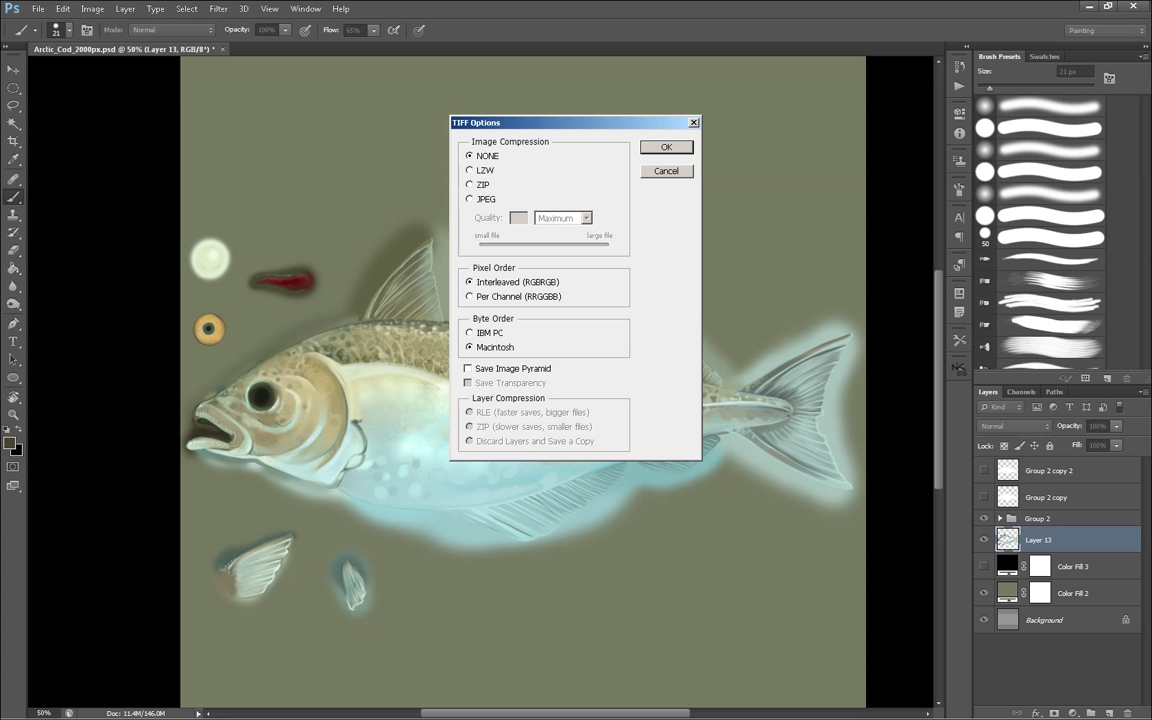 Ps File Edit Image Layer Type Select Filter 3D View Window Help
21 Mode: Normal Opacity: 100% Flow: 65% Painting
Arctic_Cod_2000px.psd @ 50% (Layer 13, RGB/8*) * ×
TIFF Options
Image Compression
NONE
LZW
ZIP
JPEG
Quality: Maximum
small file large file
Pixel Order
Interleaved (RGBRGB)
Per Channel (RRGGBB)
Byte Order
IBM PC
Macintosh
Save Image Pyramid
Save Transparency
Layer Compression
RLE (faster saves, bigger files)
ZIP (slower saves, smaller files)
Discard Layers and Save a Copy
OK
Cancel
Brush Presets Swatches
Size: 21 px
50
Layers Channels Paths
Kind
Normal Opacity: 100%
Lock: Fill: 100%
Group 2 copy 2
Group 2 copy
Group 2
Layer 13
Color Fill 3
Color Fill 2
Background
50% Doc: 11.4M/146.0M